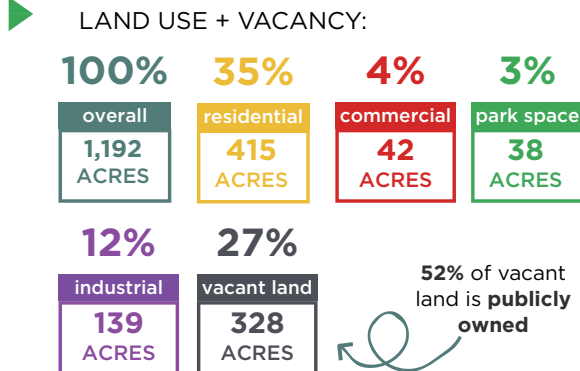 LAND USE + VACANCY:
100% 35% 4% 3%
overall residential commercial park space
1,192 415 42 38
ACRES ACRES ACRES ACRES
12% 27%
industrial vacant land
139 328
ACRES ACRES
52% of vacant
land is publicly
owned